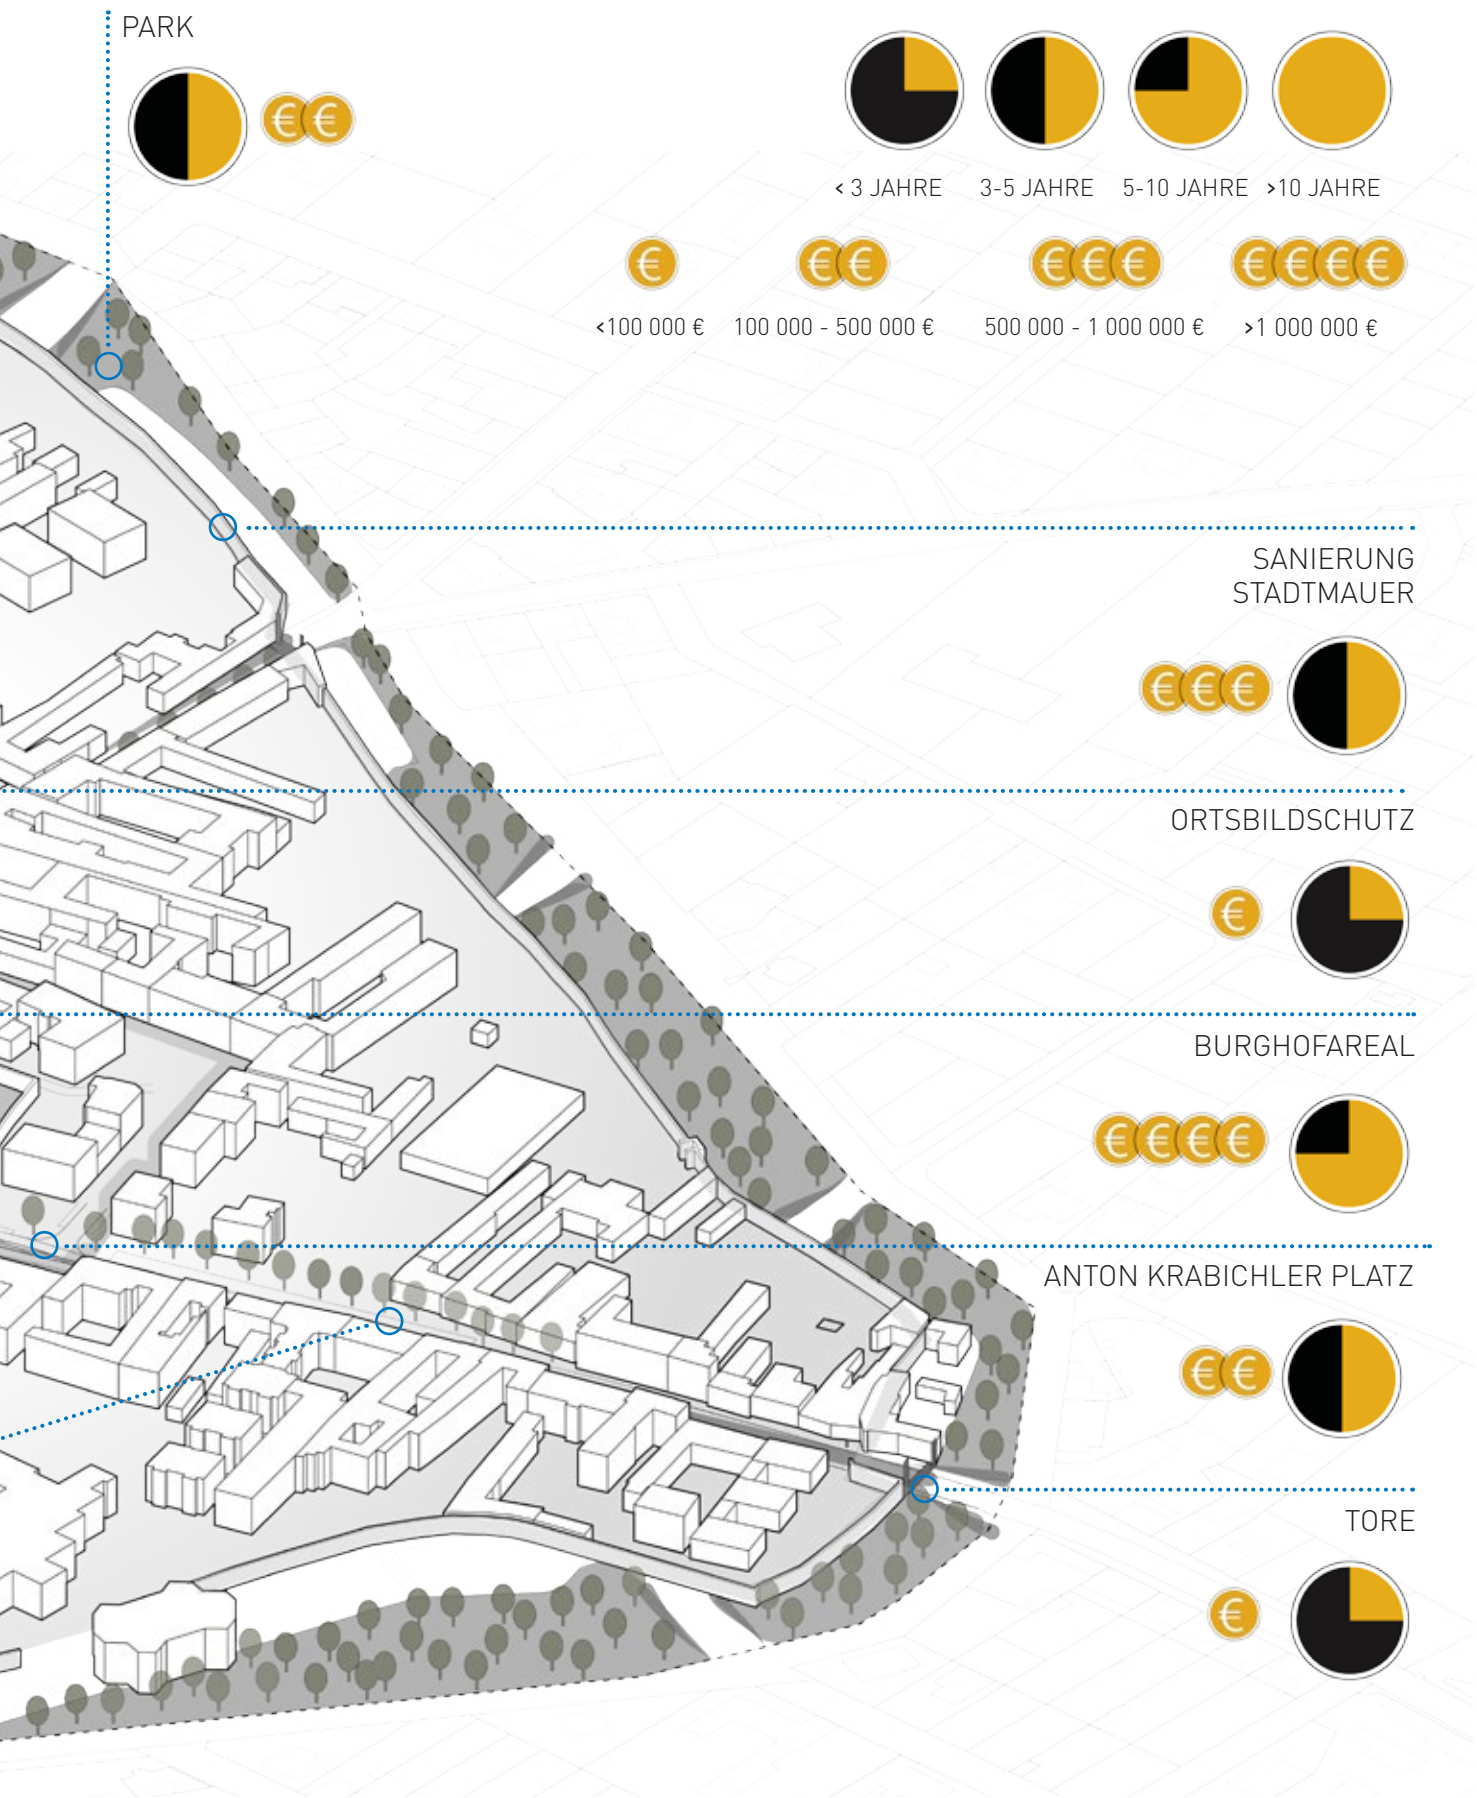 PARK
€ €
< 3 JAHRE 3-5 JAHRE 5-10 JAHRE >10 JAHRE
€ € € € € € € € € €
<100 000 € 100 000 - 500 000 € 500 000 - 1 000 000 € >1 000 000 €
SANIERUNG
STADTMAUER
€ € €
ORTSBILDSCHUTZ
€
BURGHOFAREAL
€ € € €
ANTON KRABICHLER PLATZ
€ €
TORE
€